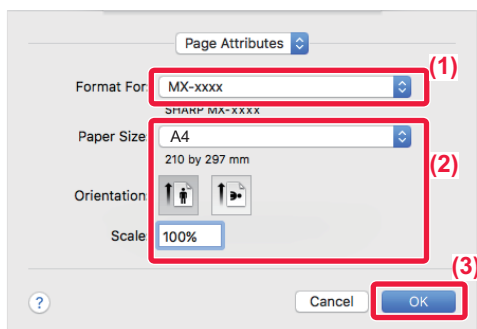 Page Attributes
(1)
Format For: MX-xxxx
SHARP MX-xxxx
Paper Size: A4
210 by 297 mm
(2)
Orientation:
Scale: 100%
(3)
? Cancel OK